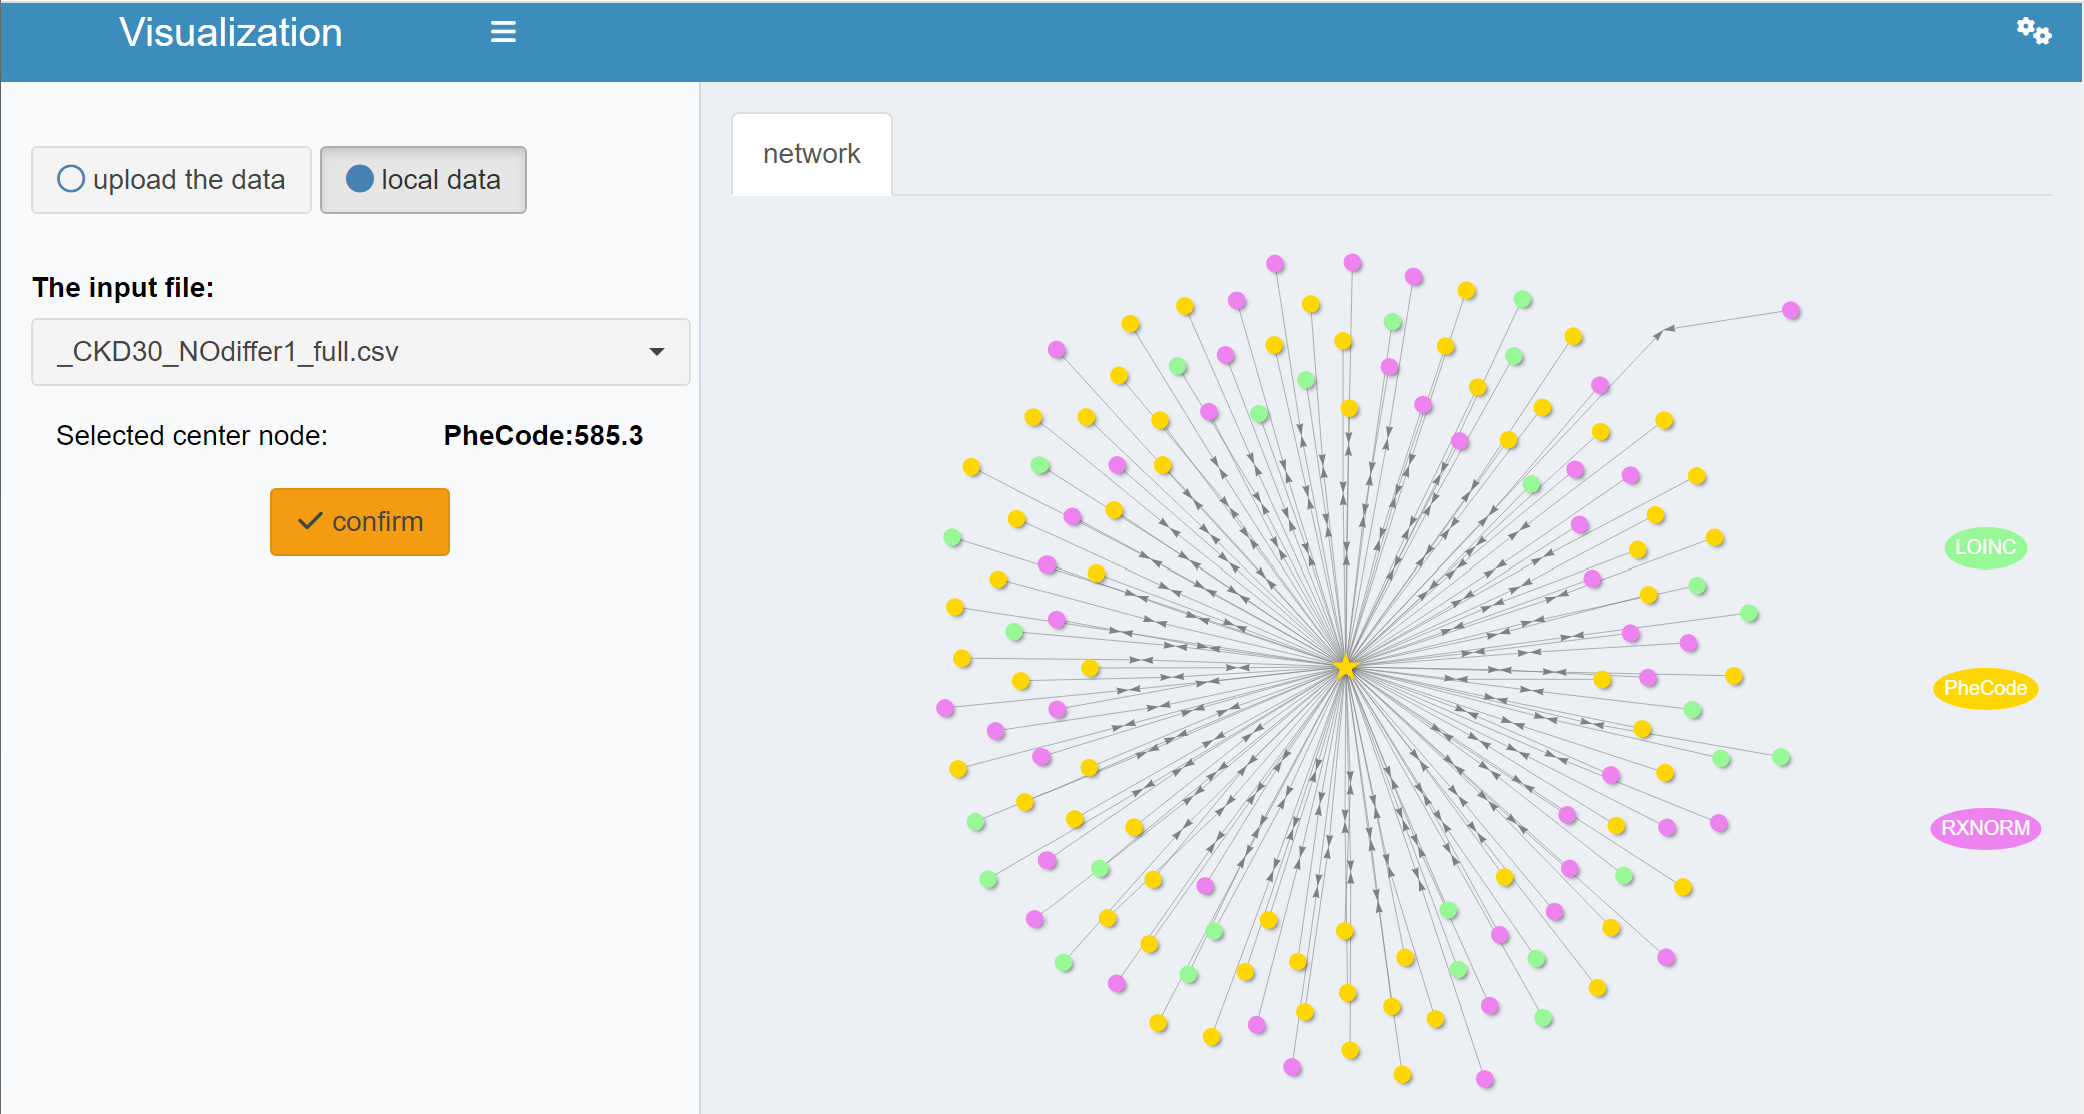 Visualization
upload the data
local data
network
The input file:
_CKD30_NOdiffer1_full.csv
Selected center node: PheCode:585.3
confirm
LOINC
PheCode
RXNORM